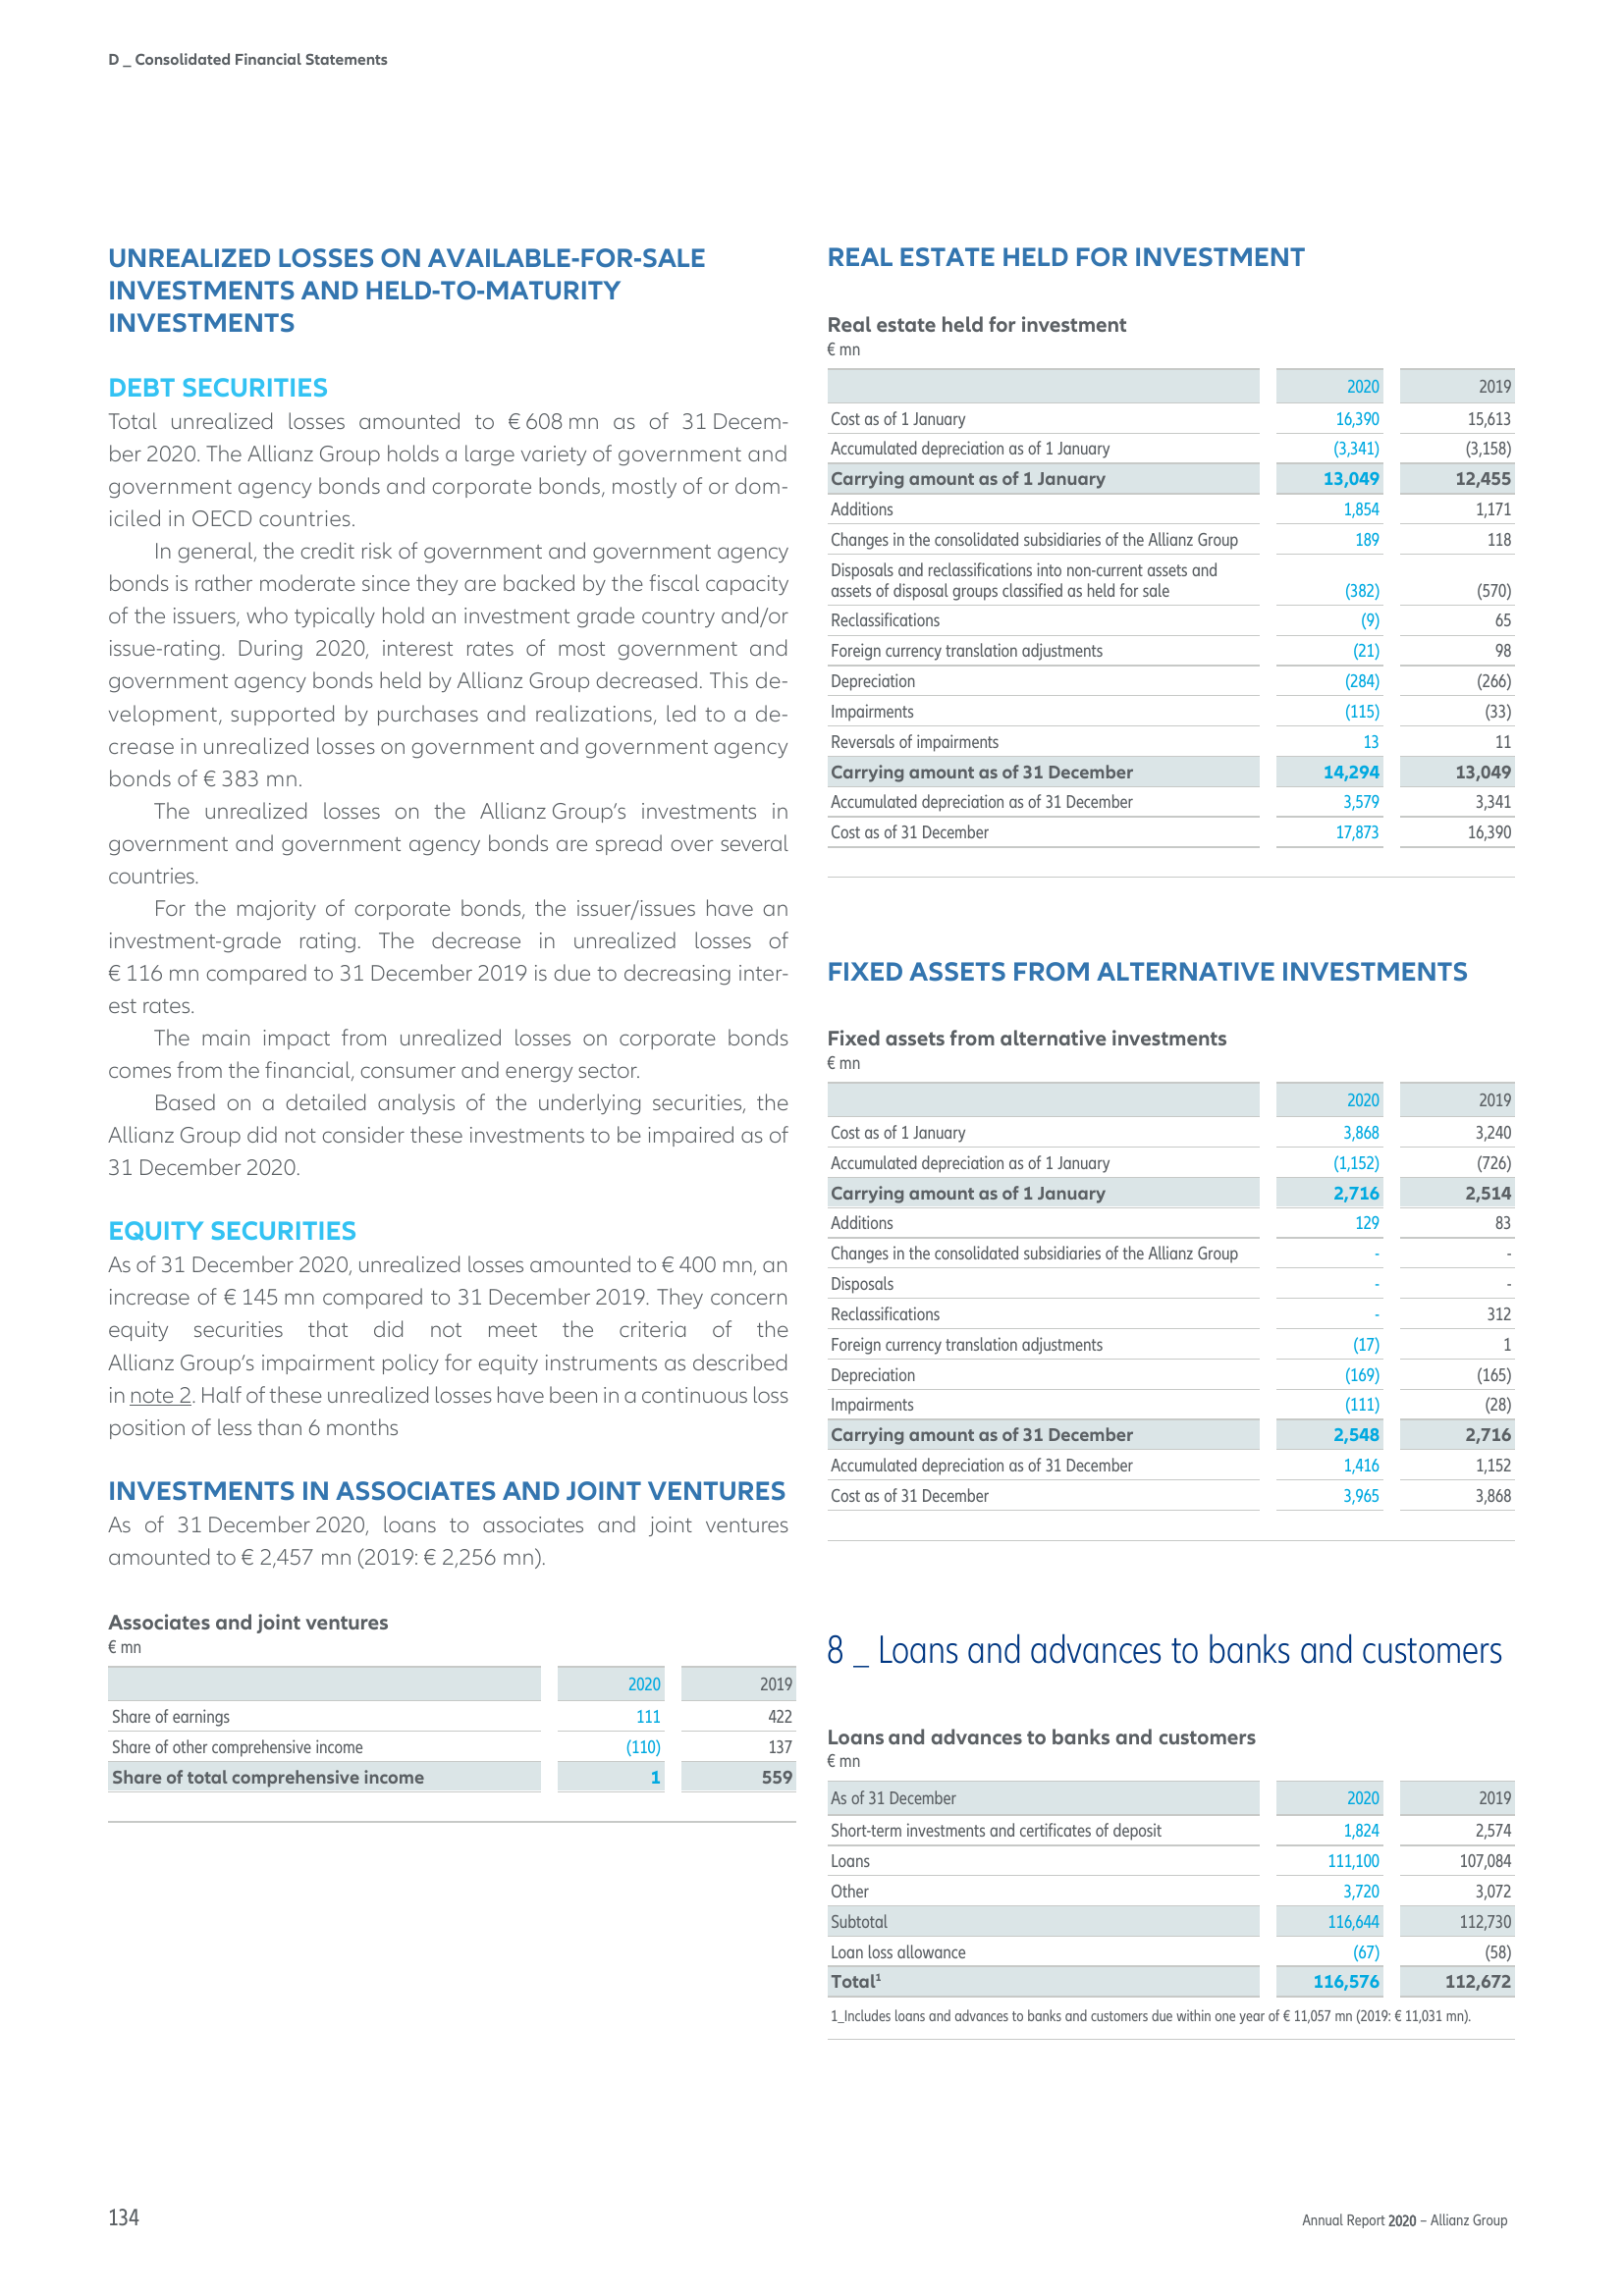 D _ Consolidated Financial Statements
UNREALIZED LOSSES ON AVAILABLE-FOR-SALE
INVESTMENTS AND HELD-TO-MATURITY
INVESTMENTS
DEBT SECURITIES
Total unrealized losses amounted to € 608 mn as of 31 Decem-
ber 2020. The Allianz Group holds a large variety of government and
government agency bonds and corporate bonds, mostly of or dom-
iciled in OECD countries.
In general, the credit risk of government and government agency
bonds is rather moderate since they are backed by the fiscal capacity
of the issuers, who typically hold an investment grade country and/or
issue-rating. During 2020, interest rates of most government and
government agency bonds held by Allianz Group decreased. This de-
velopment, supported by purchases and realizations, led to a de-
crease in unrealized losses on government and government agency
bonds of € 383 mn.
The unrealized losses on the Allianz Group’s investments in
government and government agency bonds are spread over several
countries.
For the majority of corporate bonds, the issuer/issues have an
investment-grade rating. The decrease in unrealized losses of
€ 116 mn compared to 31 December 2019 is due to decreasing inter-
est rates.
The main impact from unrealized losses on corporate bonds
comes from the financial, consumer and energy sector.
Based on a detailed analysis of the underlying securities, the
Allianz Group did not consider these investments to be impaired as of
31 December 2020.
EQUITY SECURITIES
As of 31 December 2020, unrealized losses amounted to € 400 mn, an
increase of € 145 mn compared to 31 December 2019. They concern
equity securities that did not meet the criteria of the
Allianz Group’s impairment policy for equity instruments as described
in note 2. Half of these unrealized losses have been in a continuous loss
position of less than 6 months
INVESTMENTS IN ASSOCIATES AND JOINT VENTURES
As of 31 December 2020, loans to associates and joint ventures
amounted to € 2,457 mn (2019: € 2,256 mn).
Associates and joint ventures
€ mn
2020 2019
Share of earnings 111 422
Share of other comprehensive income (110) 137
Share of total comprehensive income 1 559
REAL ESTATE HELD FOR INVESTMENT
Real estate held for investment
€ mn
2020 2019
Cost as of 1 January 16,390 15,613
Accumulated depreciation as of 1 January (3,341) (3,158)
Carrying amount as of 1 January 13,049 12,455
Additions 1,854 1,171
Changes in the consolidated subsidiaries of the Allianz Group 189 118
Disposals and reclassifications into non-current assets and
assets of disposal groups classified as held for sale (382) (570)
Reclassifications (9) 65
Foreign currency translation adjustments (21) 98
Depreciation (284) (266)
Impairments (115) (33)
Reversals of impairments 13 11
Carrying amount as of 31 December 14,294 13,049
Accumulated depreciation as of 31 December 3,579 3,341
Cost as of 31 December 17,873 16,390
FIXED ASSETS FROM ALTERNATIVE INVESTMENTS
Fixed assets from alternative investments
€ mn
2020 2019
Cost as of 1 January 3,868 3,240
Accumulated depreciation as of 1 January (1,152) (726)
Carrying amount as of 1 January 2,716 2,514
Additions 129 83
Changes in the consolidated subsidiaries of the Allianz Group - -
Disposals - -
Reclassifications - 312
Foreign currency translation adjustments (17) 1
Depreciation (169) (165)
Impairments (111) (28)
Carrying amount as of 31 December 2,548 2,716
Accumulated depreciation as of 31 December 1,416 1,152
Cost as of 31 December 3,965 3,868
8 _ Loans and advances to banks and customers
Loans and advances to banks and customers
€ mn
As of 31 December 2020 2019
Short-term investments and certificates of deposit 1,824 2,574
Loans 111,100 107,084
Other 3,720 3,072
Subtotal 116,644 112,730
Loan loss allowance (67) (58)
Total¹ 116,576 112,672
1_Includes loans and advances to banks and customers due within one year of € 11,057 mn (2019: € 11,031 mn).
134
Annual Report 2020 – Allianz Group